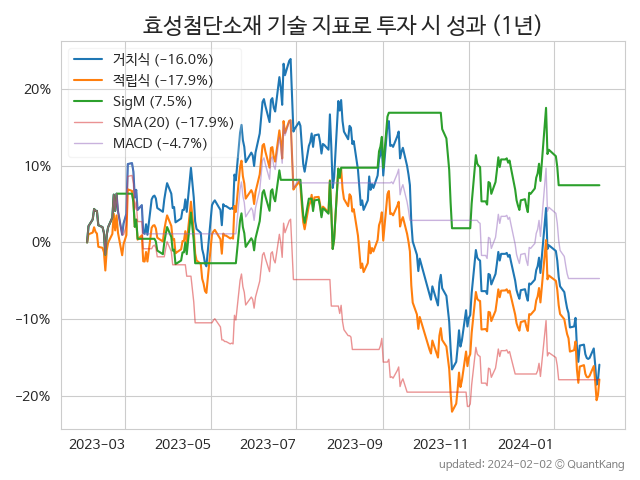 효성첨단소재 기술 지표로 투자 시 성과 (1년)
거치식 (−16.0%)
적립식 (−17.9%)
SigM (7.5%)
SMA(20) (−17.9%)
MACD (−4.7%)
20%
10%
0%
−10%
−20%
2023-03 2023-05 2023-07 2023-09 2023-11 2024-01
updated: 2024-02-02 © QuantKang